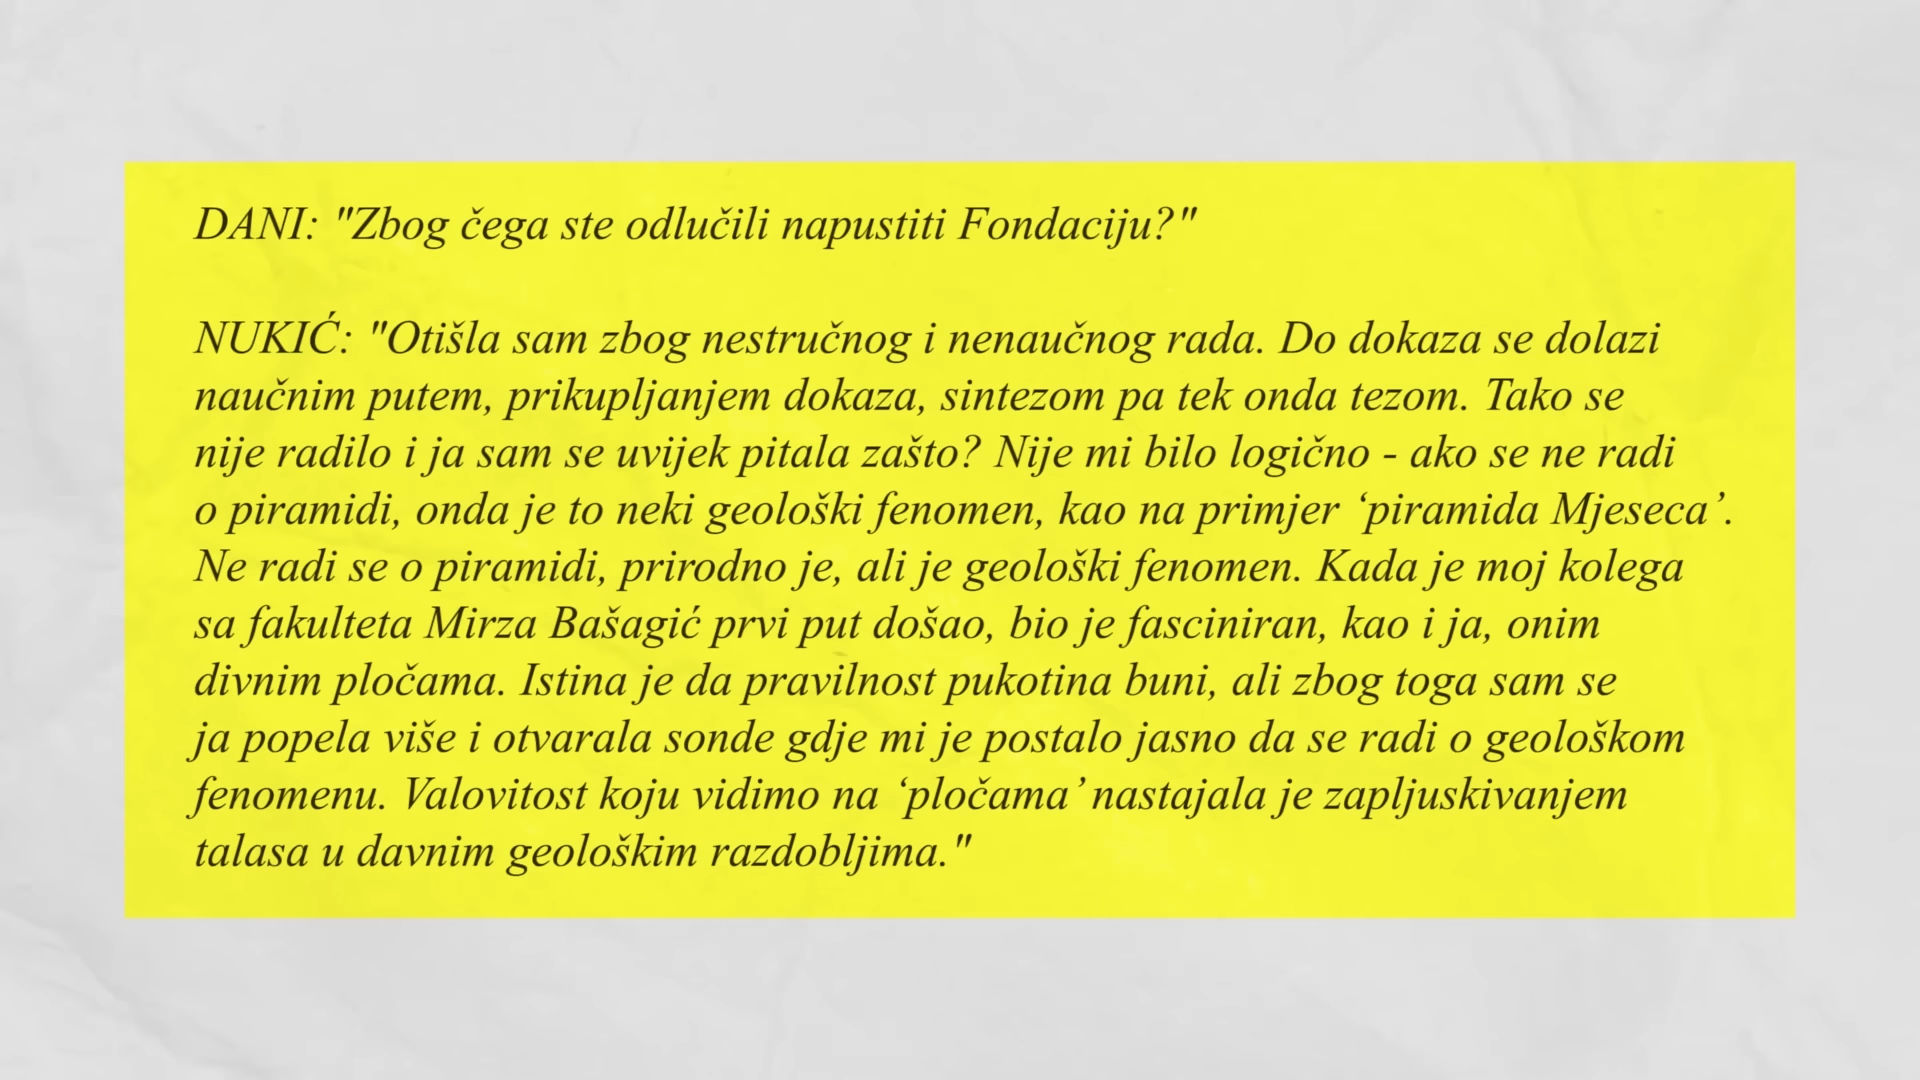 DANI: "Zbog čega ste odlučili napustiti Fondaciju?"
NUKIĆ: "Otišla sam zbog nestručnog i nenaučnog rada. Do dokaza se dolazi
naučnim putem, prikupljanjem dokaza, sintezom pa tek onda tezom. Tako se
nije radilo i ja sam se uvijek pitala zašto? Nije mi bilo logično - ako se ne radi
o piramidi, onda je to neki geološki fenomen, kao na primjer ‘piramida Mjeseca’.
Ne radi se o piramidi, prirodno je, ali je geološki fenomen. Kada je moj kolega
sa fakulteta Mirza Bašagić prvi put došao, bio je fasciniran, kao i ja, onim
divnim pločama. Istina je da pravilnost pukotina buni, ali zbog toga sam se
ja popela više i otvarala sonde gdje mi je postalo jasno da se radi o geološkom
fenomenu. Valovitost koju vidimo na ‘pločama’ nastajala je zapljuskivanjem
talasa u davnim geološkim razdobljima."